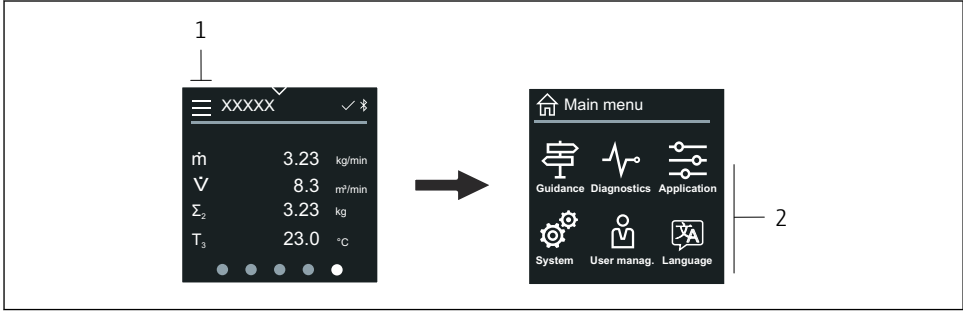 1
XXXXX
ṁ 3.23 kg/min
V̇ 8.3 m³/min
Σ₂ 3.23 kg
T₃ 23.0 °C
Main menu
Guidance Diagnostics Application
System User manag. Language
2